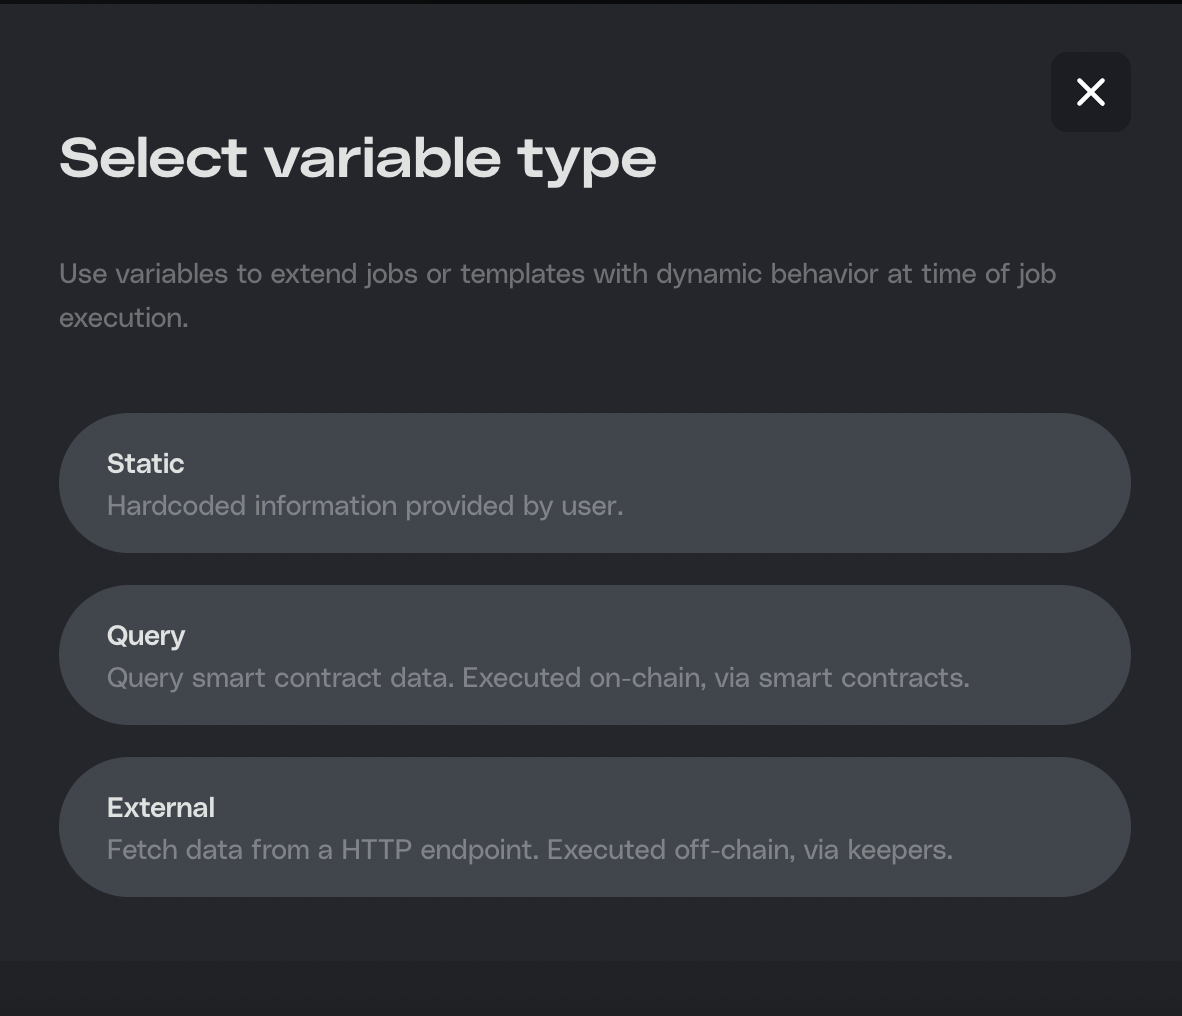 Select variable type
Use variables to extend jobs or templates with dynamic behavior at time of job
execution.
Static
Hardcoded information provided by user.
Query
Query smart contract data. Executed on-chain, via smart contracts.
External
Fetch data from a HTTP endpoint. Executed off-chain, via keepers.